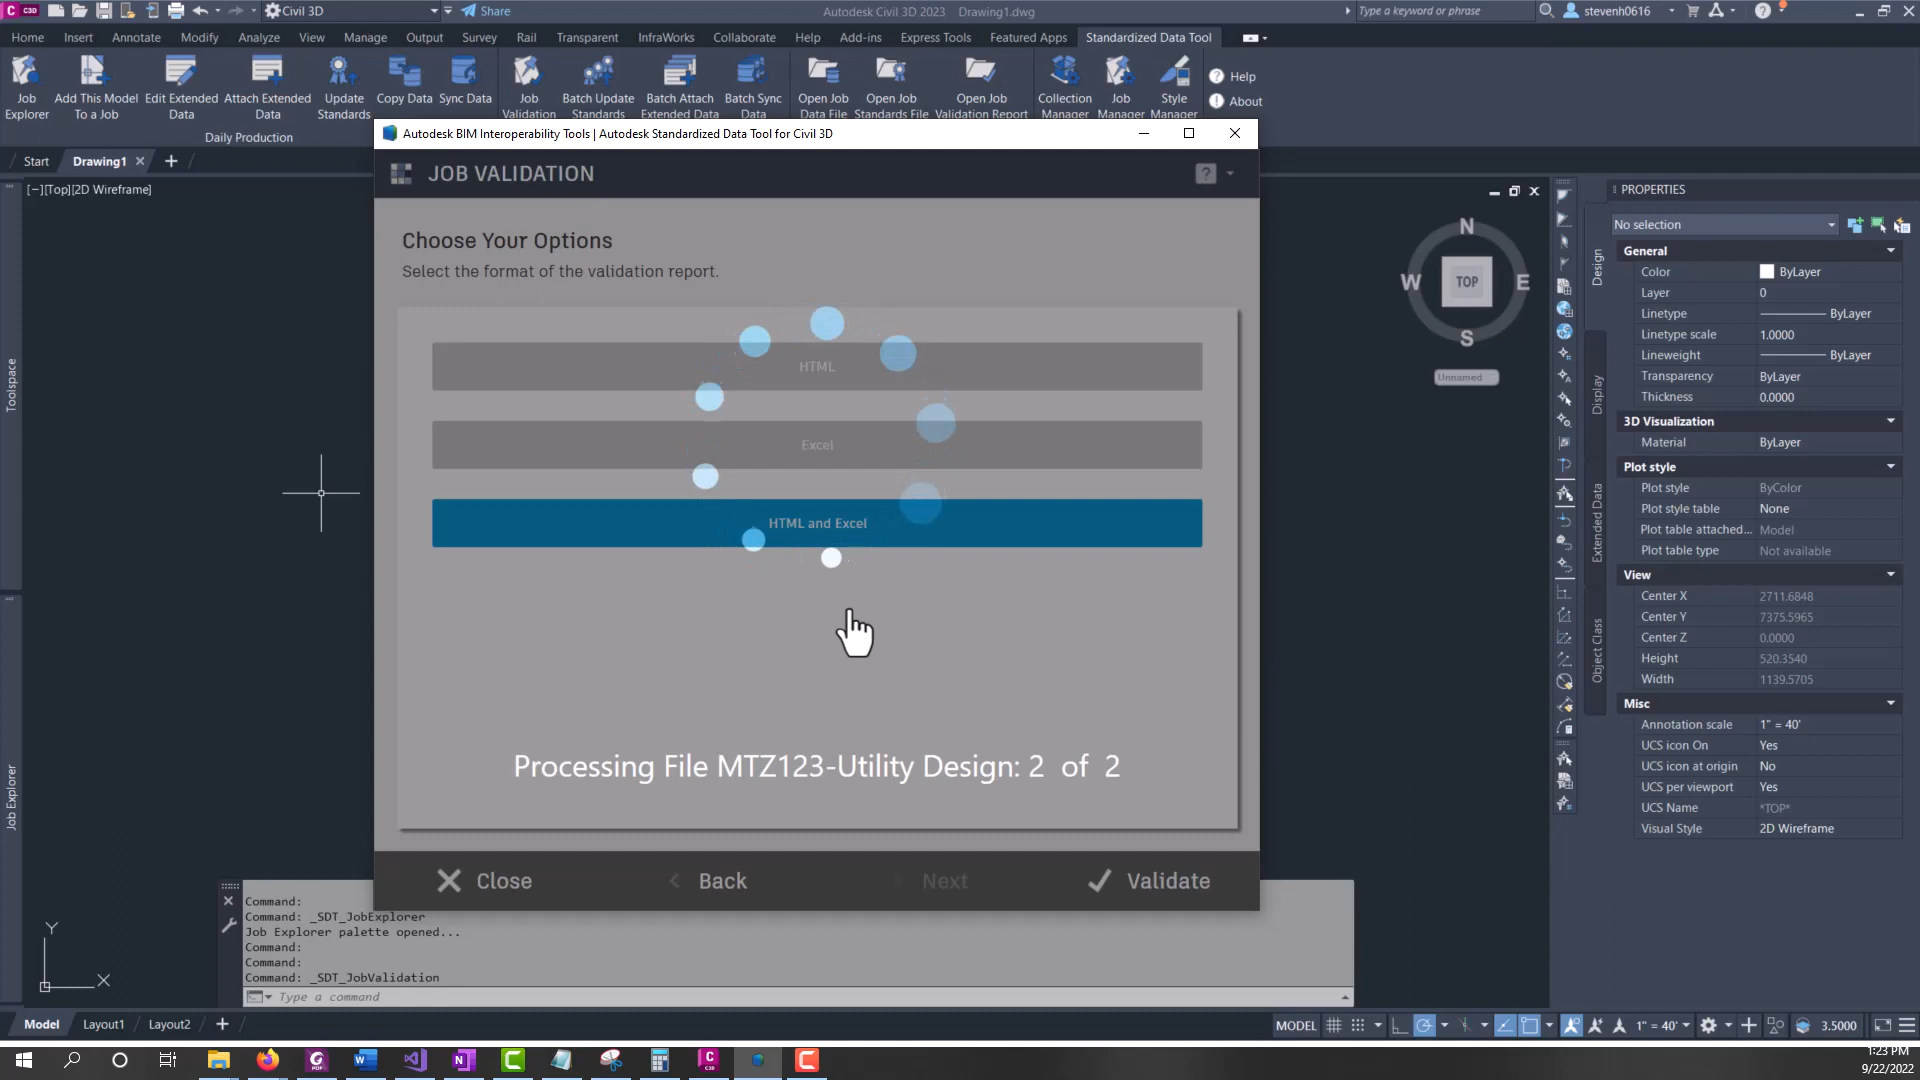 C3D
Civil 3D
Share
Autodesk Civil 3D 2023 Drawing1.dwg
Type a keyword or phrase
stevenh0616
Home Insert Annotate Modify Analyze View Manage Output Survey Rail Transparent InfraWorks Collaborate Help Add-ins Express Tools Featured Apps Standardized Data Tool
Job Explorer
Add This Model To a Job
Edit Extended Data
Attach Extended Data
Update Standards
Copy Data
Sync Data
Job Validation
Batch Update Standards
Batch Attach Extended Data
Batch Sync Data
Open Job Data File
Open Job Standards File
Open Job Validation Report
Collection Manager
Job Manager
Style Manager
Help
About
Daily Production
Start
Drawing1
[−][Top][2D Wireframe]
Toolspace
Job Explorer
Autodesk BIM Interoperability Tools | Autodesk Standardized Data Tool for Civil 3D
JOB VALIDATION
?
Choose Your Options
Select the format of the validation report.
HTML
Excel
HTML and Excel
Processing File MTZ123-Utility Design: 2 of 2
Close
Back
Next
Validate
N
W
TOP
E
S
Unnamed
PROPERTIES
No selection
Design
Display
Extended Data
Object Class
General
Color ByLayer
Layer 0
Linetype ByLayer
Linetype scale 1.0000
Lineweight ByLayer
Transparency ByLayer
Thickness 0.0000
3D Visualization
Material ByLayer
Plot style
Plot style ByColor
Plot style table None
Plot table attached... Model
Plot table type Not available
View
Center X 2711.6848
Center Y 7375.5965
Center Z 0.0000
Height 520.3540
Width 1139.5705
Misc
Annotation scale 1" = 40'
UCS icon On Yes
UCS icon at origin No
UCS per viewport Yes
UCS Name *TOP*
Visual Style 2D Wireframe
Y
X
Command:
Command: _SDT_JobExplorer
Job Explorer palette opened...
Command:
Command:
Command: _SDT_JobValidation
Type a command
Model
Layout1
Layout2
MODEL
1" = 40'
3.5000
1:23 PM
9/22/2022